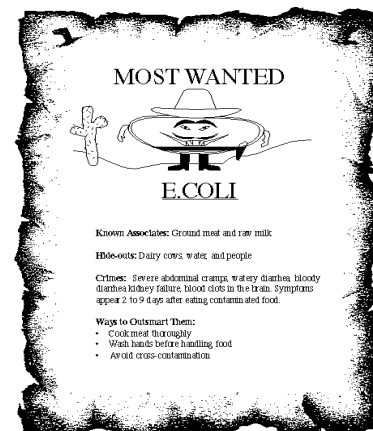 MOST WANTED
E.COLI
Known Associates: Ground meat and raw milk
Hide-outs: Dairy cows, water, and people
Crimes: Severe abdominal cramps, watery diarrhea, bloody
diarrhea kidney failure, blood clots in the brain. Symptoms
appear 2 to 9 days after eating contaminated food.
Ways to Outsmart Them:
• Cook meat thoroughly
• Wash hands before handling food
• Avoid cross-contamination